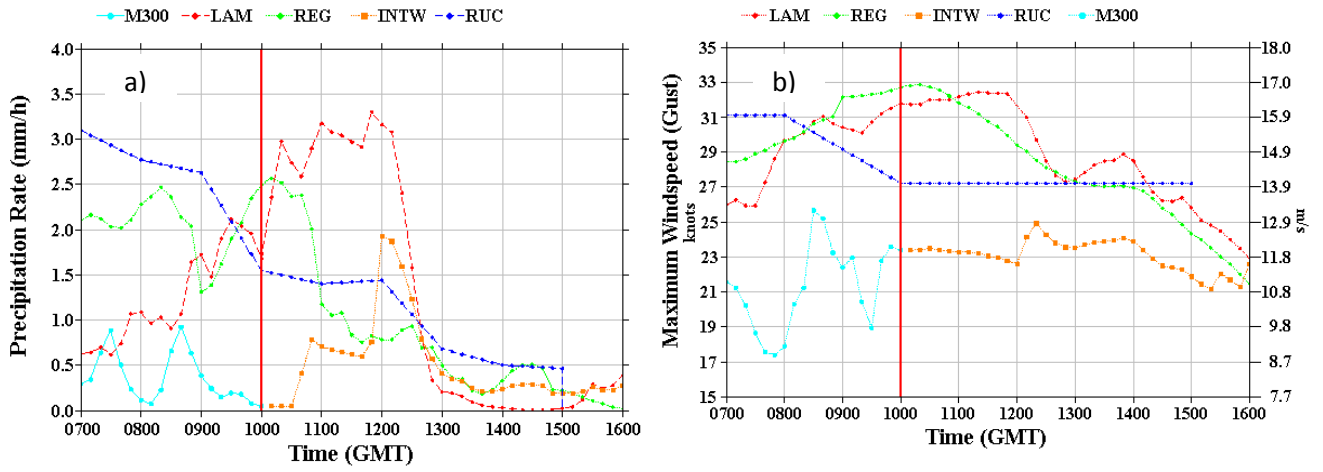 M300 LAM REG INTW RUC
a)
Precipitation Rate (mm/h)
4.0
3.5
3.0
2.5
2.0
1.5
1.0
0.5
0.0
0700 0800 0900 1000 1100 1200 1300 1400 1500 1600
Time (GMT)
LAM REG INTW RUC M300
b)
Maximum Windspeed (Gust)
knots
35
33
31
29
27
25
23
21
19
17
15
18.0
17.0
15.9
14.9
13.9
12.9
11.8
10.8
9.8
8.7
7.7
m/s
0700 0800 0900 1000 1100 1200 1300 1400 1500 1600
Time (GMT)